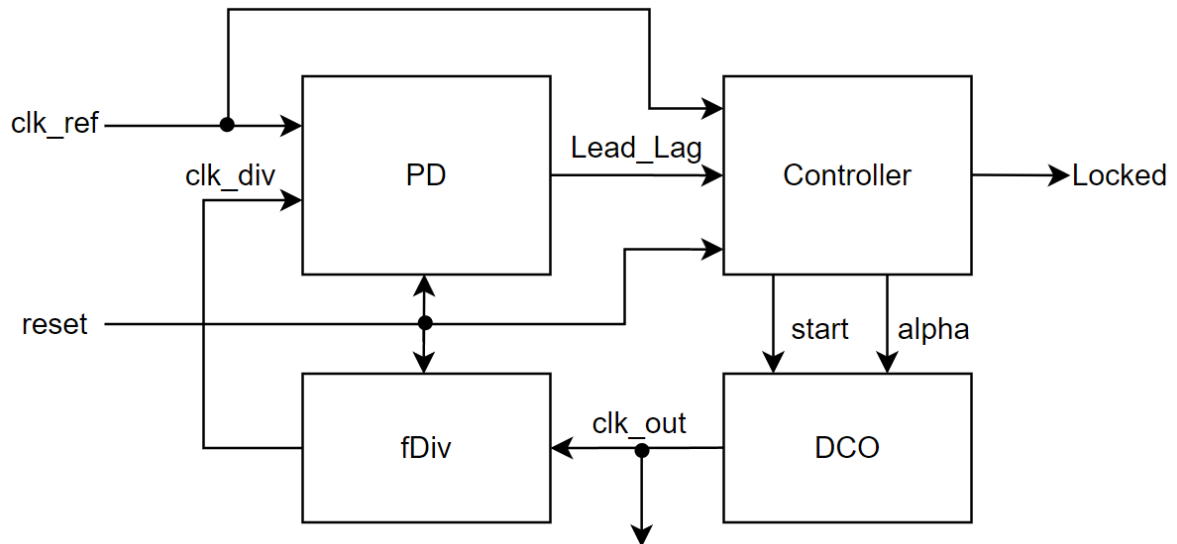 clk_ref
clk_div
PD
Lead_Lag
Controller
Locked
reset
start
alpha
fDiv
clk_out
DCO